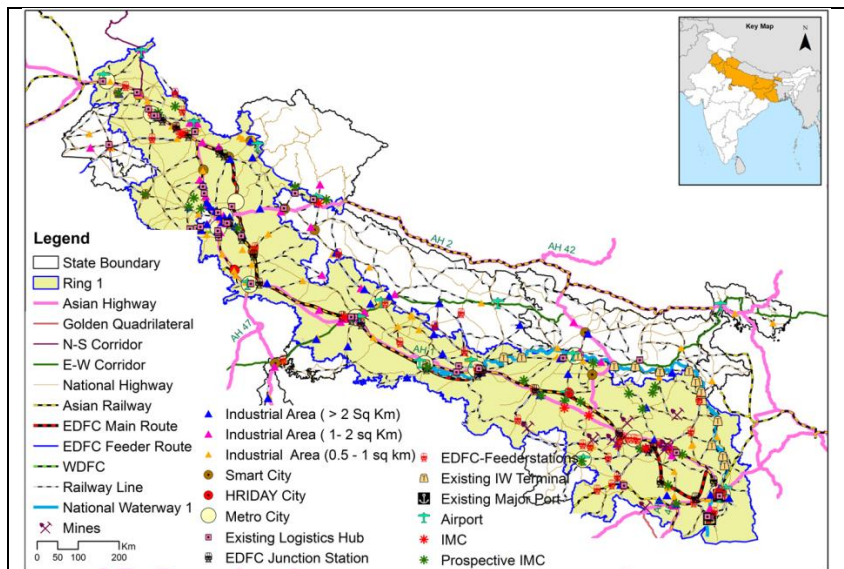 Key Map
N
AH 2
AH 42
AH 47
AH 1
Legend
State Boundary
Ring 1
Asian Highway
Golden Quadrilateral
N-S Corridor
E-W Corridor
National Highway
Asian Railway
EDFC Main Route
EDFC Feeder Route
WDFC
Railway Line
National Waterway 1
Mines
0 50 100 200
Km
Industrial Area ( > 2 Sq Km)
Industrial Area ( 1- 2 sq Km)
Industrial Area (0.5 - 1 sq km)
Smart City
HRIDAY City
Metro City
Existing Logistics Hub
EDFC Junction Station
EDFC-Feederstations
Existing IW Terminal
Existing Major Port
Airport
IMC
Prospective IMC